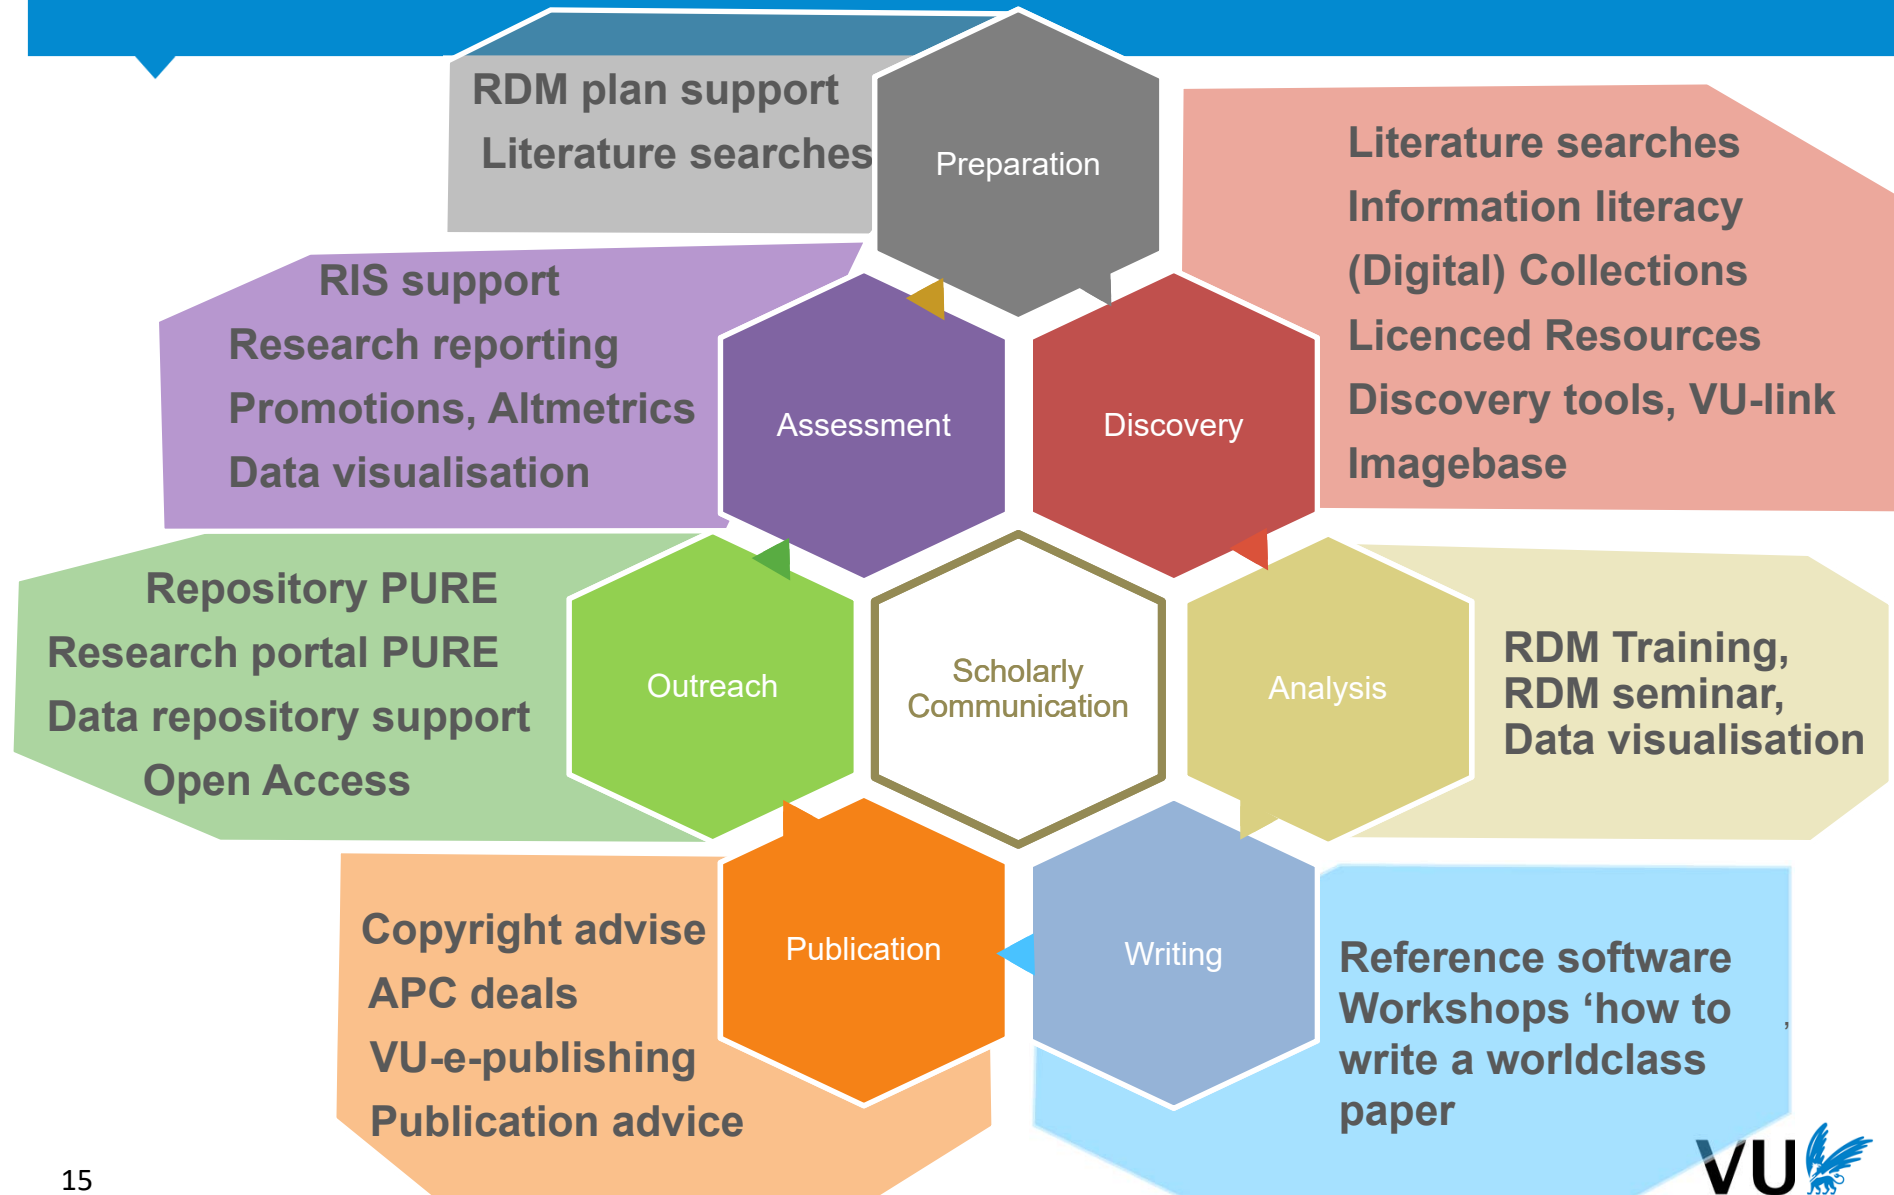 RDM plan support
Literature searches
Preparation
Literature searches
Information literacy
(Digital) Collections
Licenced Resources
Discovery tools, VU-link
Imagebase
RIS support
Research reporting
Promotions, Altmetrics
Data visualisation
Assessment
Discovery
Repository PURE
Research portal PURE
Data repository support
Open Access
Outreach
Scholarly
Communication
Analysis
RDM Training,
RDM seminar,
Data visualisation
Copyright advise
APC deals
VU-e-publishing
Publication advice
Publication
Writing
Reference software
Workshops ‘how to
write a worldclass
paper
,
15
VU